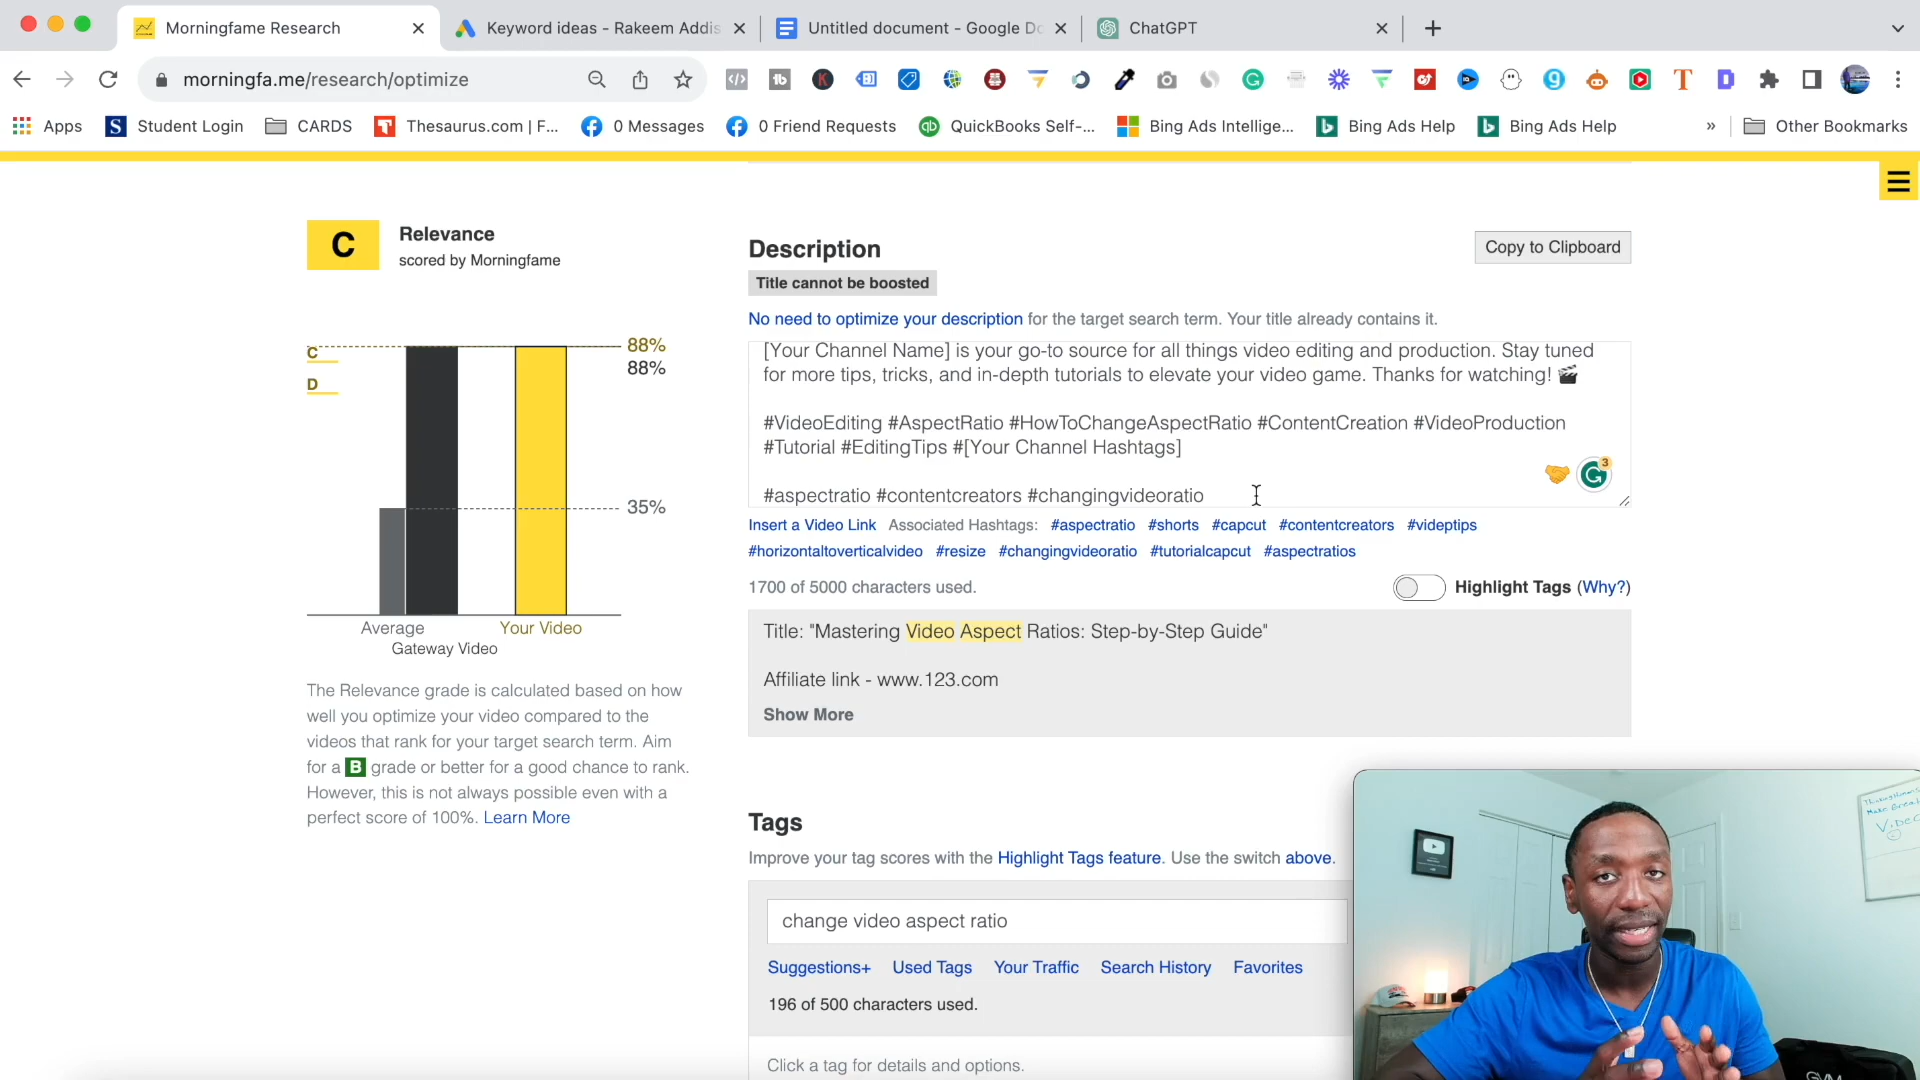 Morningfame Research
Keyword ideas - Rakeem Addis
Untitled document - Google Do
ChatGPT
morningfa.me/research/optimize
Apps
S
Student Login
CARDS
Thesaurus.com | F...
0 Messages
0 Friend Requests
QuickBooks Self-...
Bing Ads Intellige...
Bing Ads Help
Bing Ads Help
»
Other Bookmarks
C
Relevance
scored by Morningfame
C
D
88%
88%
35%
Average
Your Video
Gateway Video
The Relevance grade is calculated based on how
well you optimize your video compared to the
videos that rank for your target search term. Aim
for a B grade or better for a good chance to rank.
However, this is not always possible even with a
perfect score of 100%. Learn More
Description
Copy to Clipboard
Title cannot be boosted
No need to optimize your description for the target search term. Your title already contains it.
[Your Channel Name] is your go-to source for all things video editing and production. Stay tuned
for more tips, tricks, and in-depth tutorials to elevate your video game. Thanks for watching! 🎬
#VideoEditing #AspectRatio #HowToChangeAspectRatio #ContentCreation #VideoProduction
#Tutorial #EditingTips #[Your Channel Hashtags]
3
#aspectratio #contentcreators #changingvideoratio
Insert a Video Link Associated Hashtags: #aspectratio #shorts #capcut #contentcreators #videptips
#horizontaltoverticalvideo #resize #changingvideoratio #tutorialcapcut #aspectratios
1700 of 5000 characters used.
Highlight Tags (Why?)
Title: "Mastering Video Aspect Ratios: Step-by-Step Guide"
Affiliate link - www.123.com
Show More
Tags
Improve your tag scores with the Highlight Tags feature. Use the switch above.
change video aspect ratio
Suggestions+ Used Tags Your Traffic Search History Favorites
196 of 500 characters used.
Click a tag for details and options.